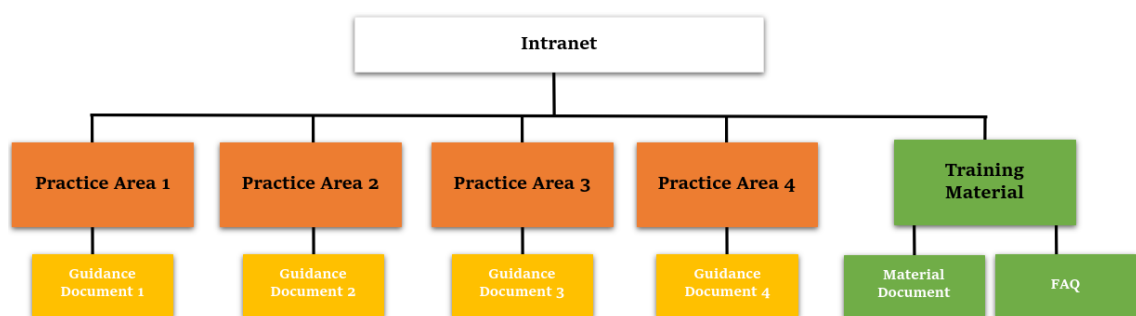 Intranet
Practice Area 1
Practice Area 2
Practice Area 3
Practice Area 4
Training
Material
Guidance
Document 1
Guidance
Document 2
Guidance
Document 3
Guidance
Document 4
Material
Document
FAQ